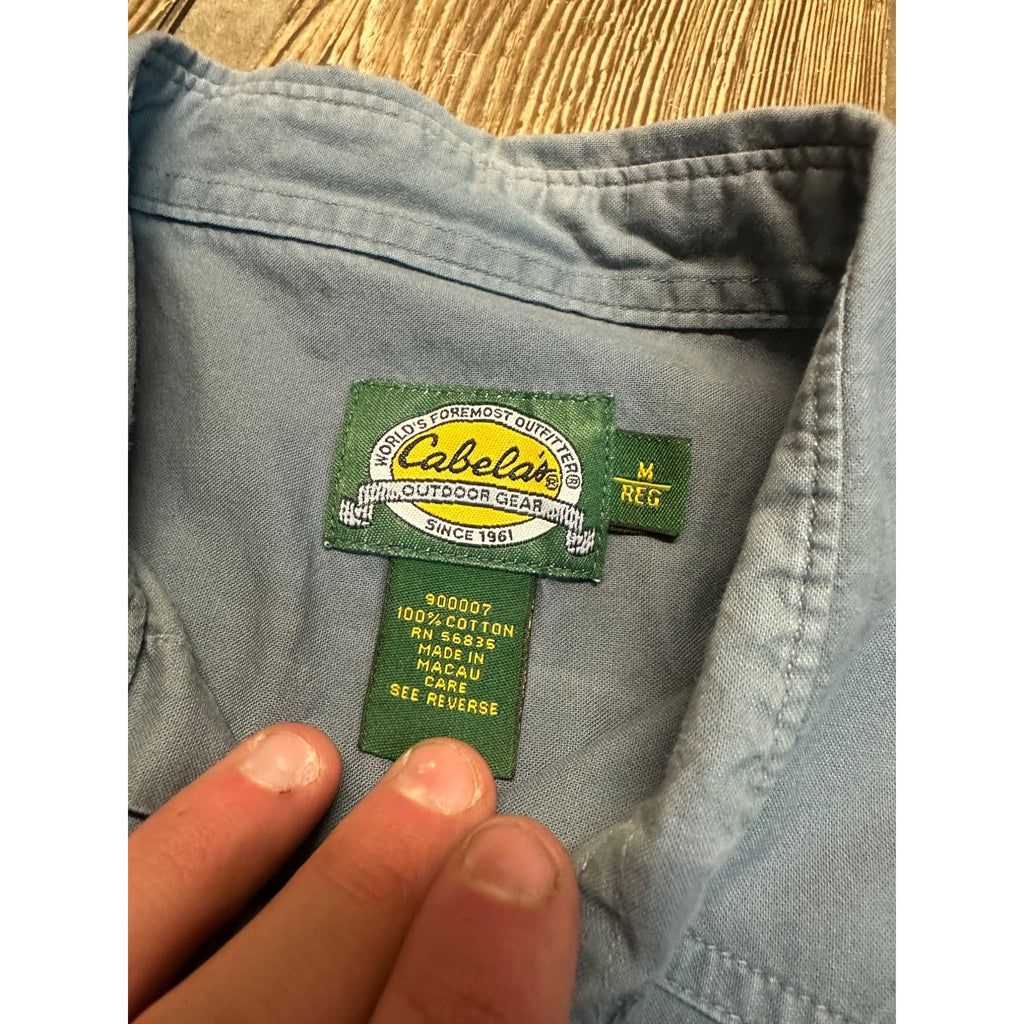 WORLD'S FOREMOST OUTFITTER®
Cabela's®
OUTDOOR GEAR
SINCE 1961
M
REG
900007
100% COTTON
RN 56835
MADE IN
MACAU
CARE
SEE REVERSE